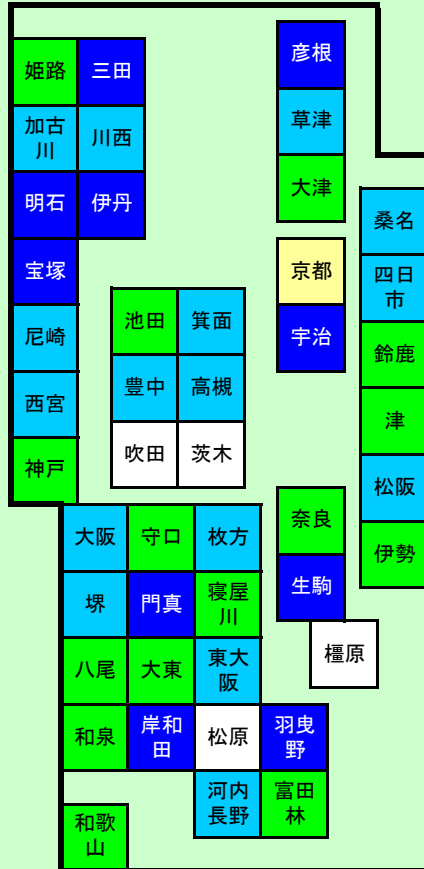 姫路
三田
加古
川
川西
明石
伊丹
宝塚
尼崎
西宮
神戸
彦根
草津
大津
京都
宇治
桑名
四日
市
鈴鹿
津
松阪
伊勢
池田
箕面
豊中
高槻
吹田
茨木
奈良
生駒
橿原
大阪
守口
枚方
堺
門真
寝屋
川
八尾
大東
東大
阪
和泉
岸和
田
松原
羽曳
野
河内
長野
富田
林
和歌
山